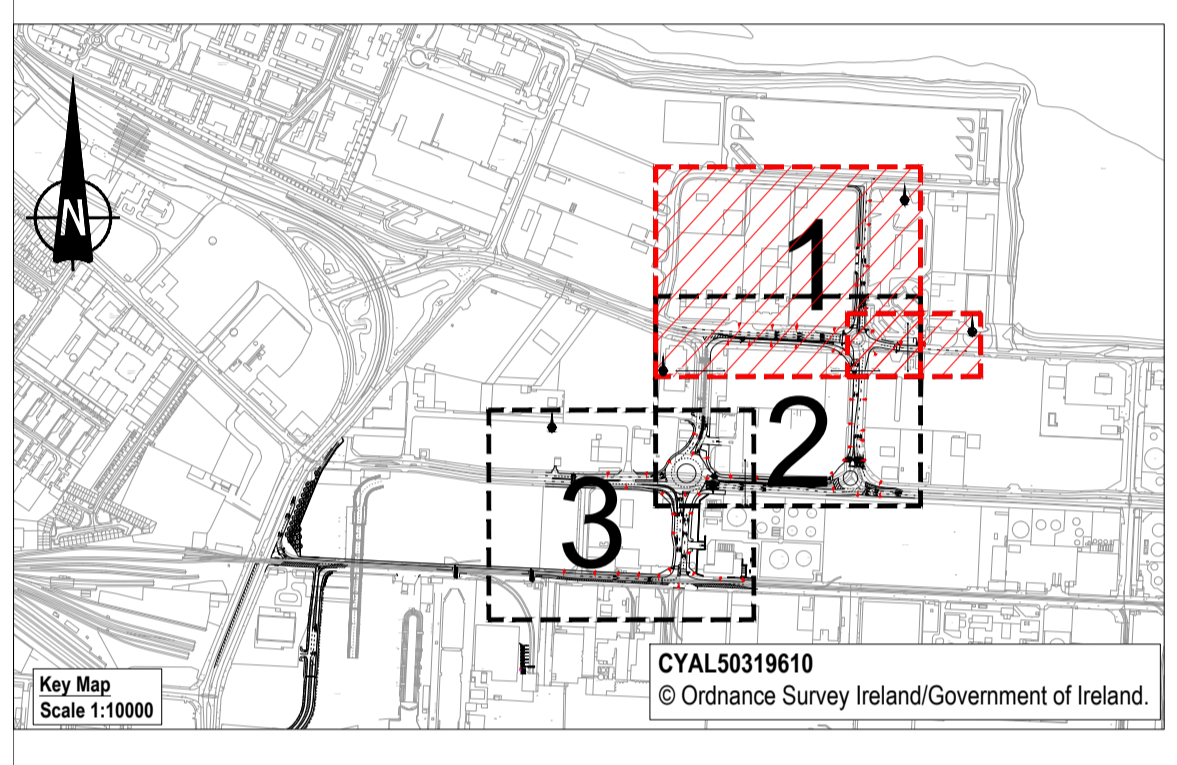 N
1
2
3
Key Map
Scale 1:10000
CYAL50319610
© Ordnance Survey Ireland/Government of Ireland.